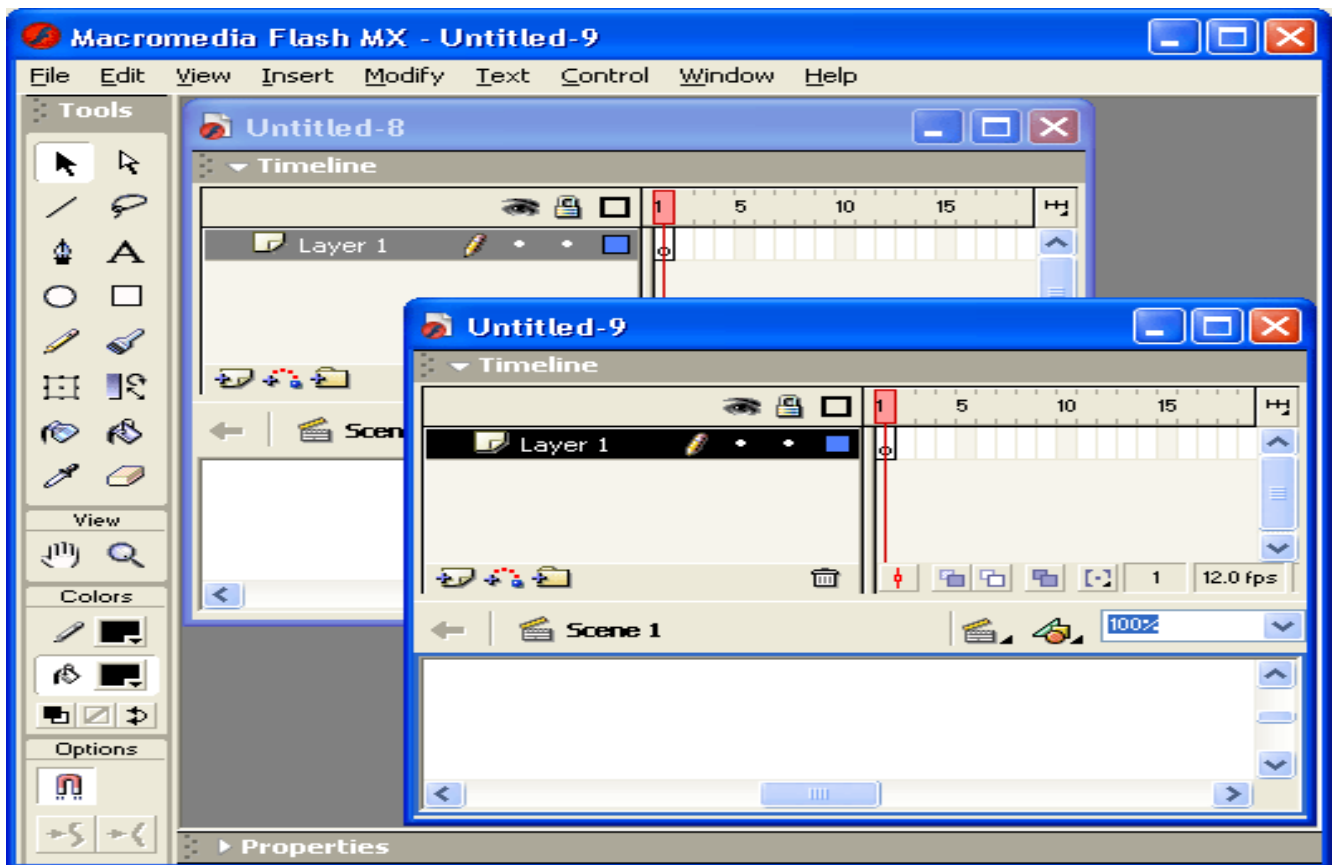 Macromedia Flash MX - Untitled-9
File Edit View Insert Modify Text Control Window Help
Tools
Untitled-8
Timeline
1 5 10 15
Layer 1
Untitled-9
Timeline
1 5 10 15
Layer 1
Scen
View
1 12.0 fps
Colors
Scene 1 100%
Options
Properties